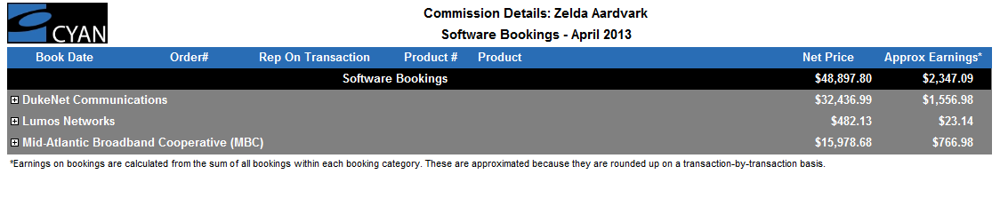 CYAN
Commission Details: Zelda Aardvark
Software Bookings - April 2013
Book Date Order# Rep On Transaction Product # Product Net Price Approx Earnings*
Software Bookings $48,897.80 $2,347.09
DukeNet Communications $32,436.99 $1,556.98
Lumos Networks $482.13 $23.14
Mid-Atlantic Broadband Cooperative (MBC) $15,978.68 $766.98
*Earnings on bookings are calculated from the sum of all bookings within each booking category. These are approximated because they are rounded up on a transaction-by-transaction basis.